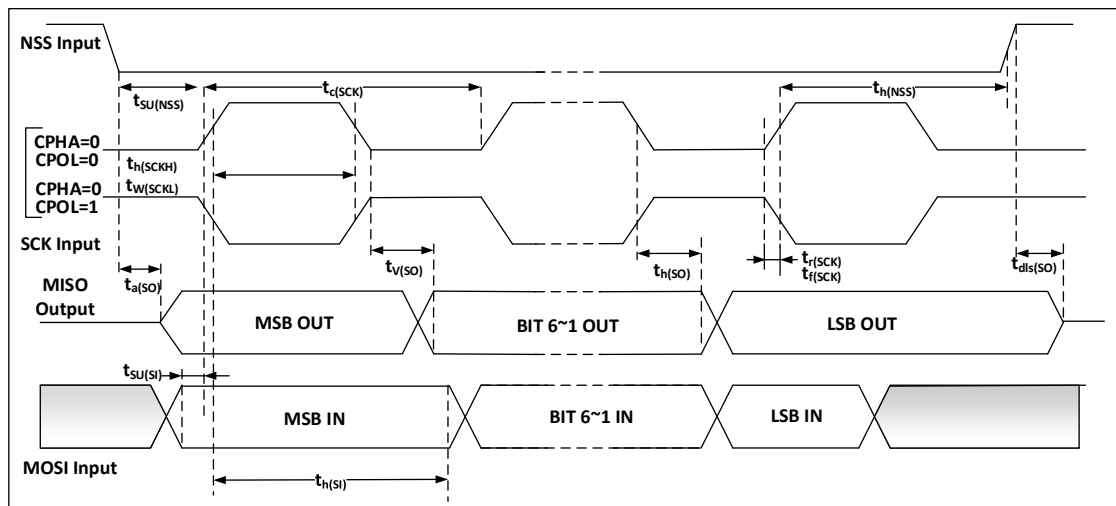 NSS Input
tSU(NSS)
tc(SCK)
th(NSS)
CPHA=0
CPOL=0
th(SCKH)
tW(SCKL)
CPHA=0
CPOL=1
SCK Input
ta(SO)
tV(SO)
th(SO)
tr(SCK)
tf(SCK)
tdIs(SO)
MISO
Output
MSB OUT
BIT 6~1 OUT
LSB OUT
tSU(SI)
MSB IN
BIT 6~1 IN
LSB IN
MOSI Input
th(SI)